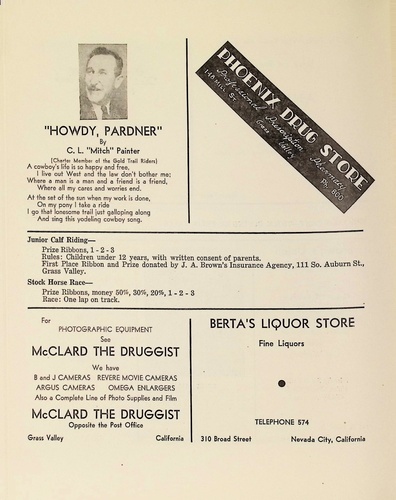 "HOWDY, PARDNER"
By
C. L. "Mitch" Painter
(Charter Member of the Gold Trail Riders)
A cowboy's life is so happy and free,
I live out West and the law don't bother me;
Where a man is a man and a friend is a friend,
Where all my cares and worries end.
At the set of the sun when my work is done,
On my pony I take a ride
I go that lonesome trail just galloping along
And sing this yodeling cowboy song.
PHOENIX DRUG STORE
Professional Prescription Pharmacy
148 Mill St.
Grass Valley
Ph. 800
Junior Calf Riding—
Prize Ribbons, 1 - 2 - 3
Rules: Children under 12 years, with written consent of parents.
First Place Ribbon and Prize donated by J. A. Brown's Insurance Agency, 111 So. Auburn St.,
Grass Valley.
Stock Horse Race—
Prize Ribbons, money 50%, 30%, 20%, 1 - 2 - 3
Race: One lap on track.
For
PHOTOGRAPHIC EQUIPMENT
See
McCLARD THE DRUGGIST
We have
B and J CAMERAS REVERE MOVIE CAMERAS
ARGUS CAMERAS OMEGA ENLARGERS
Also a Complete Line of Photo Supplies and Film
McCLARD THE DRUGGIST
Opposite the Post Office
Grass Valley California
BERTA'S LIQUOR STORE
Fine Liquors
TELEPHONE 574
310 Broad Street Nevada City, California